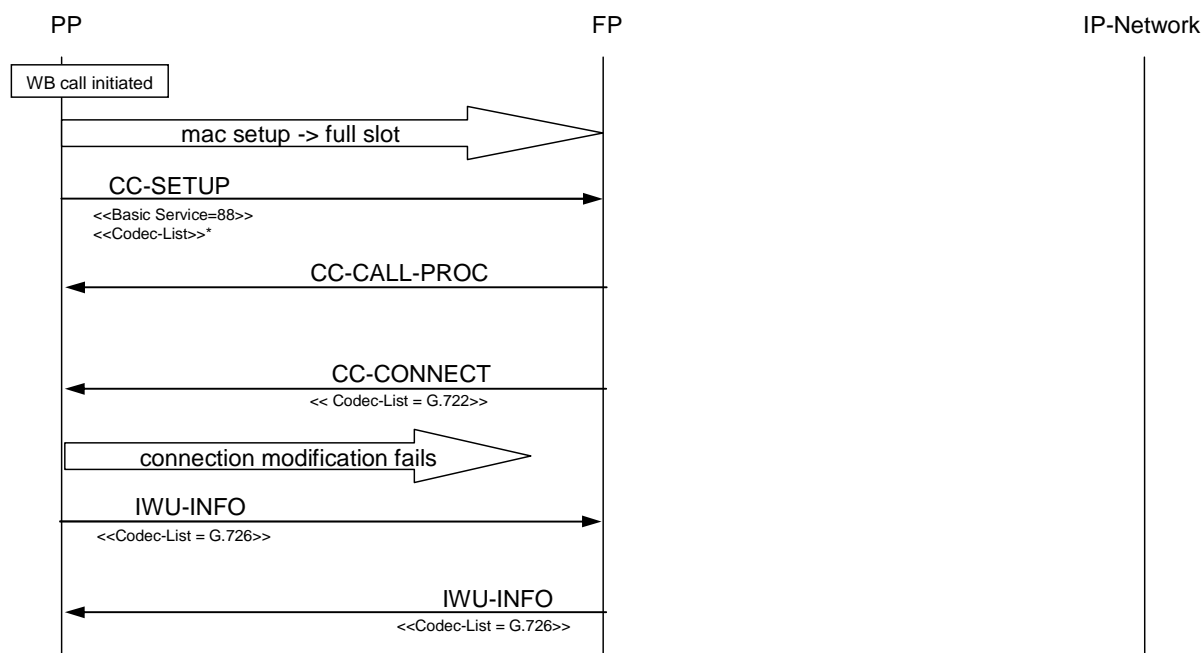 PP
FP
IP-Network
WB call initiated
mac setup -> full slot
CC-SETUP
<<Basic Service=88>>
<<Codec-List>>*
CC-CALL-PROC
CC-CONNECT
<< Codec-List = G.722>>
connection modification fails
IWU-INFO
<<Codec-List = G.726>>
IWU-INFO
<<Codec-List = G.726>>